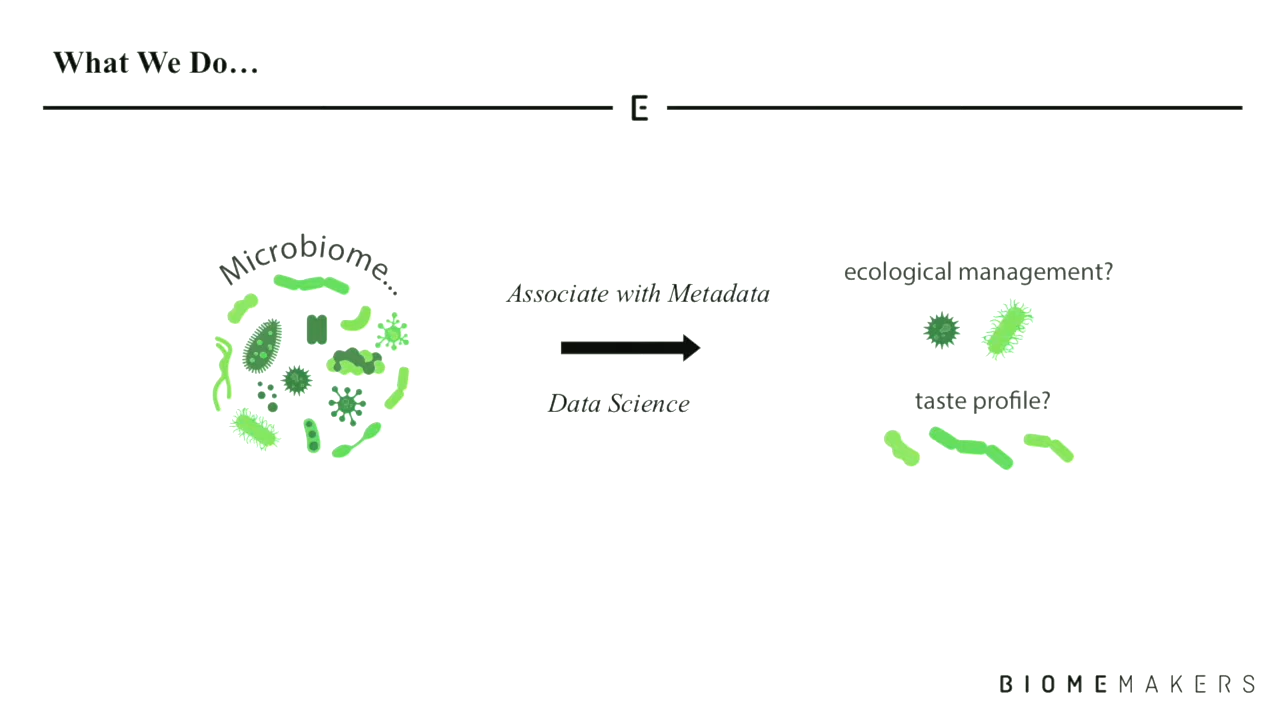 What We Do…
E
Microbiome...
Associate with Metadata
Data Science
ecological management?
taste profile?
BIOMEMAKERS